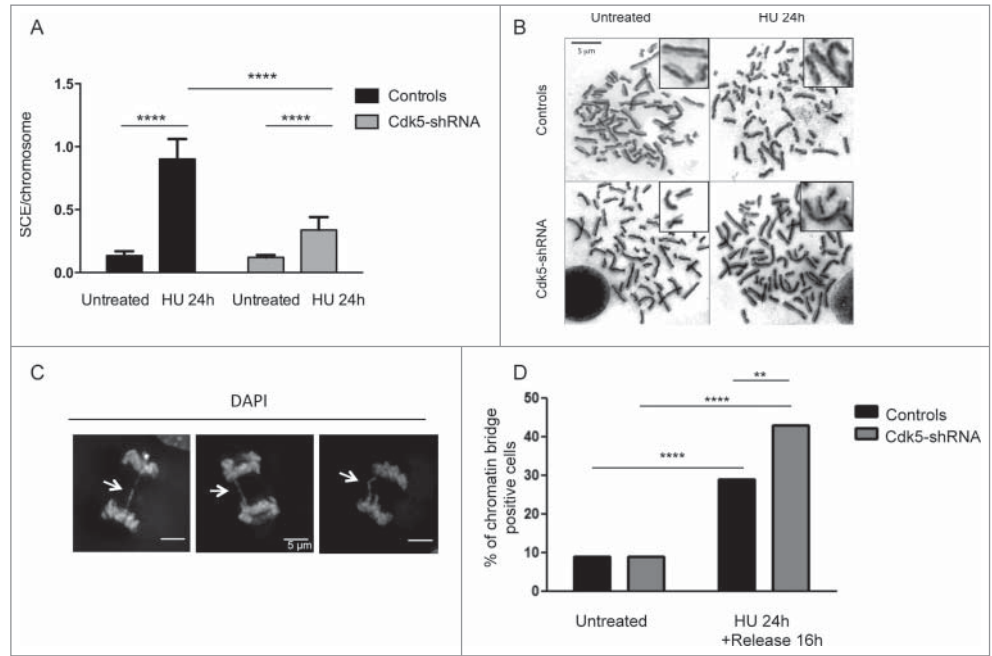 A
1.5
1.0
0.5
0.0
SCE/chromosome
****
****
****
Controls
Cdk5-shRNA
Untreated HU 24h Untreated HU 24h
B
Untreated HU 24h
5 µm
Controls
Cdk5-shRNA
C
DAPI
5 µm
D
50
40
30
20
10
0
% of chromatin bridge
positive cells
**
****
****
Controls
Cdk5-shRNA
Untreated HU 24h
+Release 16h